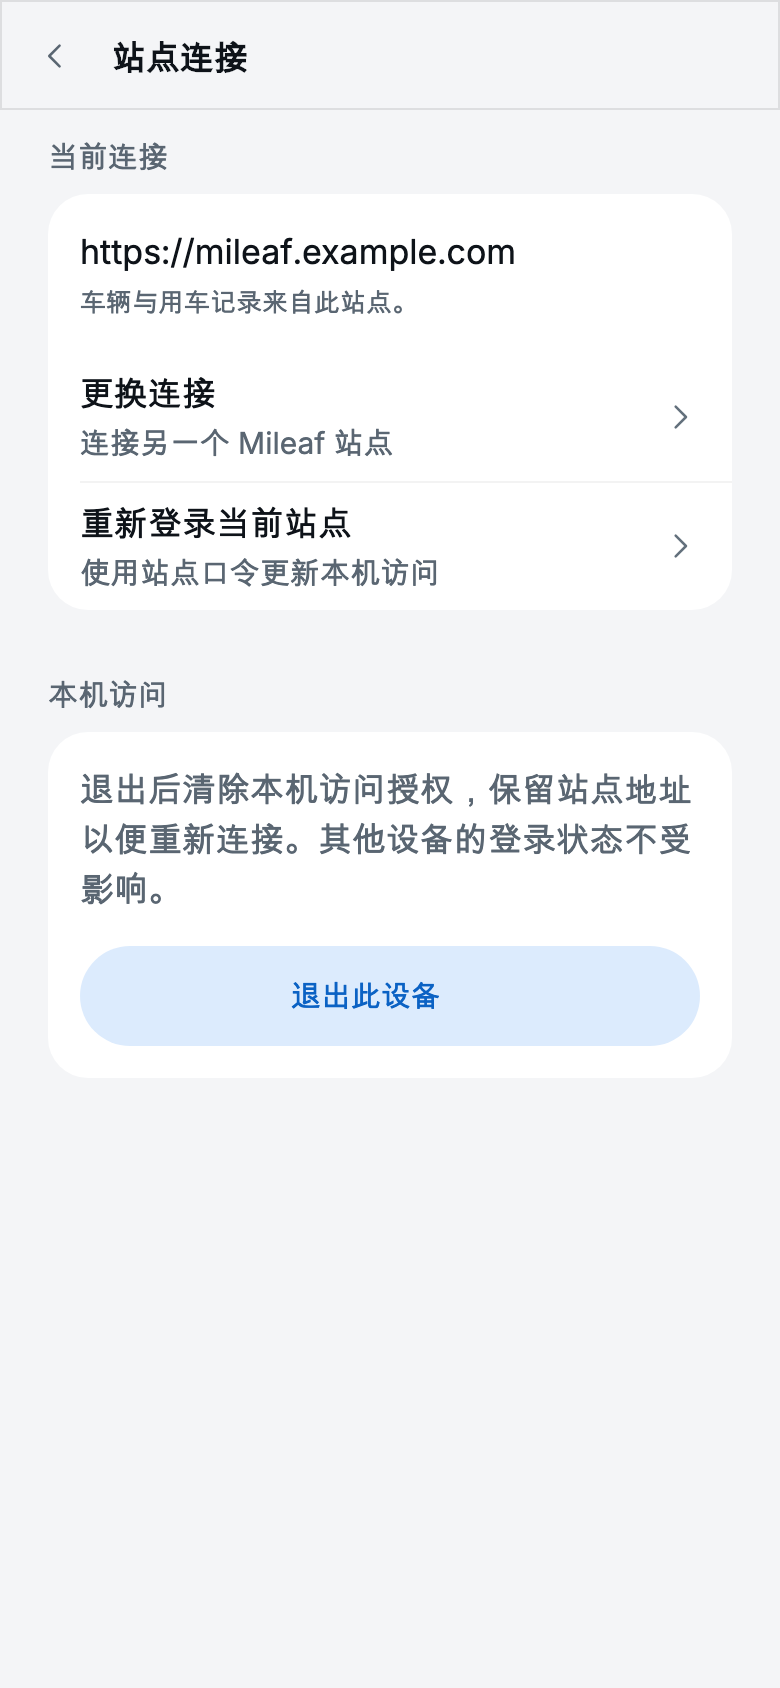 站点连接
当前连接
https://mileaf.example.com
车辆与用车记录来自此站点。
更换连接
连接另一个 Mileaf 站点
重新登录当前站点
使用站点口令更新本机访问
本机访问
退出后清除本机访问授权，保留站点地址
以便重新连接。其他设备的登录状态不受
影响。
退出此设备